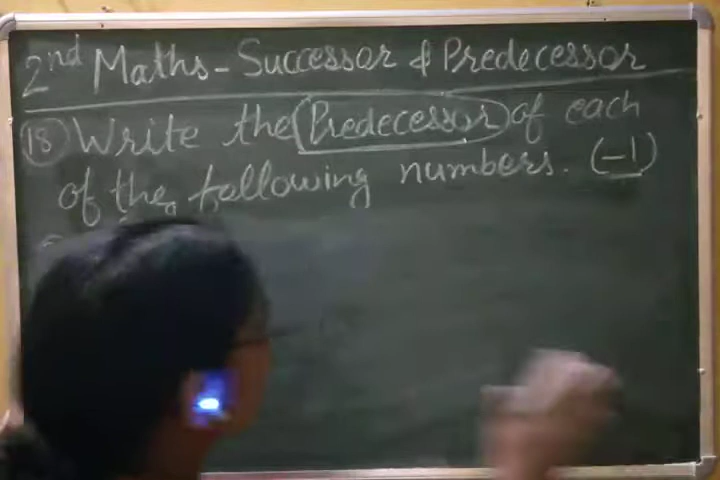 2nd Maths - Successor & Predecessor
18 Write the (Predecessor) of each
of the following numbers. (-1)